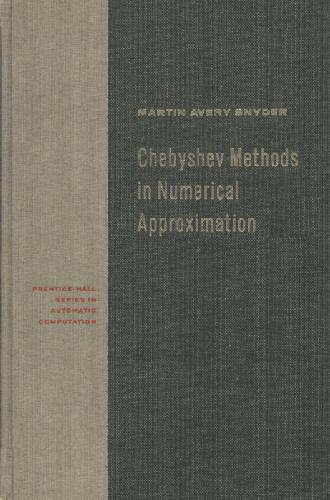 MARTIN AVERY SNYDER
Chebyshev Methods
in Numerical
Approximation
PRENTICE-HALL
SERIES IN
AUTOMATIC
COMPUTATION